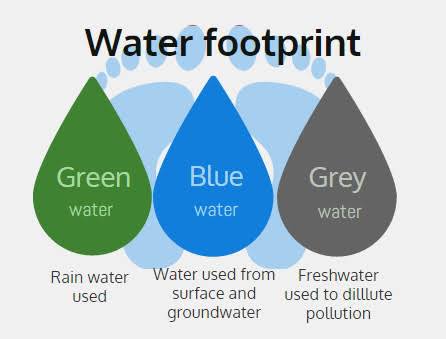 Water footprint
Green
water
Blue
water
Grey
water
Rain water
used
Water used from
surface and
groundwater
Freshwater
used to dilllute
pollution